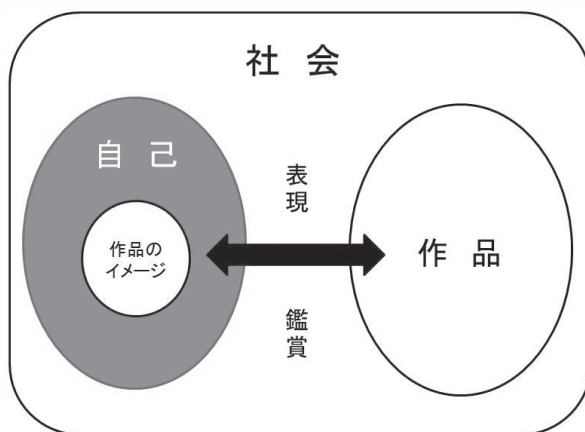 社会
自己
作品の
イメージ
表現
鑑賞
作品